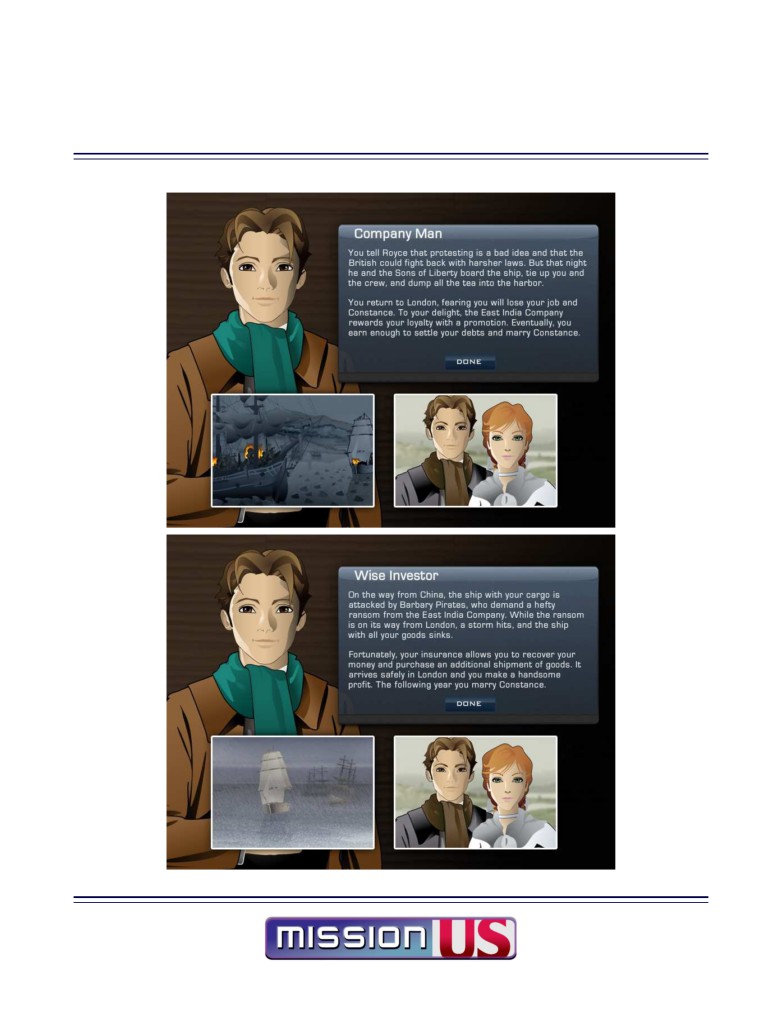 Company Man
You tell Royce that protesting is a bad idea and that the
British could fight back with harsher laws. But that night
he and the Sons of Liberty board the ship, tie up you and
the crew, and dump all the tea into the harbor.
You return to London, fearing you will lose your job and
Constance. To your delight, the East India Company
rewards your loyalty with a promotion. Eventually, you
earn enough to settle your debts and marry Constance.
DONE
Wise Investor
On the way from China, the ship with your cargo is
attacked by Barbary Pirates, who demand a hefty
ransom from the East India Company. While the ransom
is on its way from London, a storm hits, and the ship
with all your goods sinks.
Fortunately, your insurance allows you to recover your
money and purchase an additional shipment of goods. It
arrives safely in London and you make a handsome
profit. The following year you marry Constance.
DONE
mission US